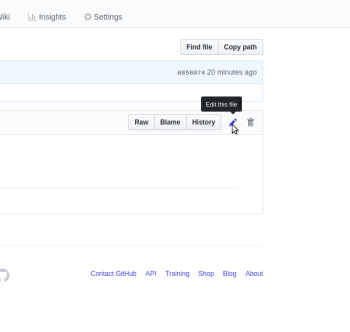 Wiki Insights Settings
Find file Copy path
0858074 20 minutes ago
Edit this file
Raw Blame History
Contact GitHub API Training Shop Blog About